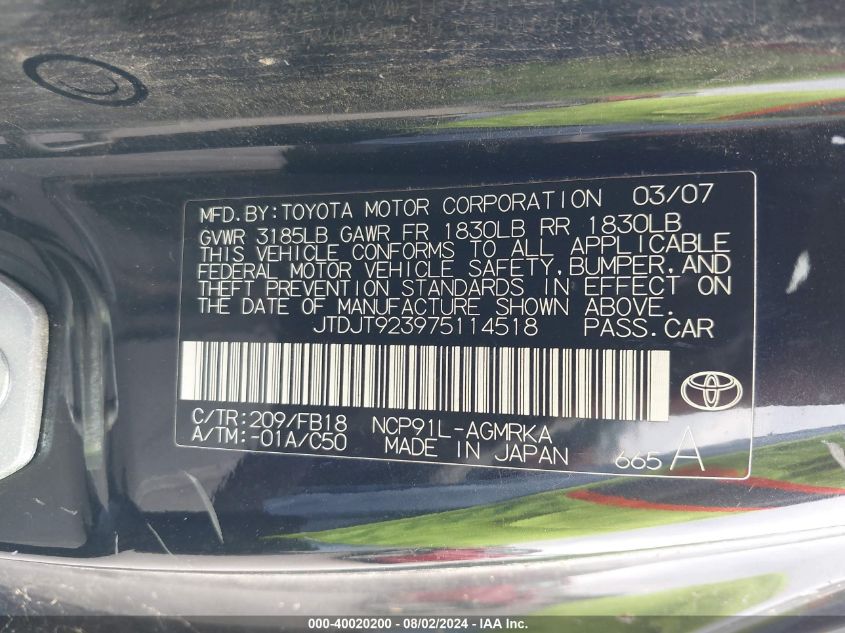 MFD.BY:TOYOTA MOTOR CORPORATION 03/07
GVWR 3185LB GAWR FR 1830LB RR 1830LB
THIS VEHICLE CONFORMS TO ALL APPLICABLE
FEDERAL MOTOR VEHICLE SAFETY,BUMPER,AND
THEFT PREVENTION STANDARDS IN EFFECT ON
THE DATE OF MANUFACTURE SHOWN ABOVE.
JTDJT923975114518 PASS.CAR
C/TR:209/FB18 NCP91L-AGMRKA
A/TM:-01A/C50 MADE IN JAPAN 665 A
000-40020200 - 08/02/2024 - IAA Inc.